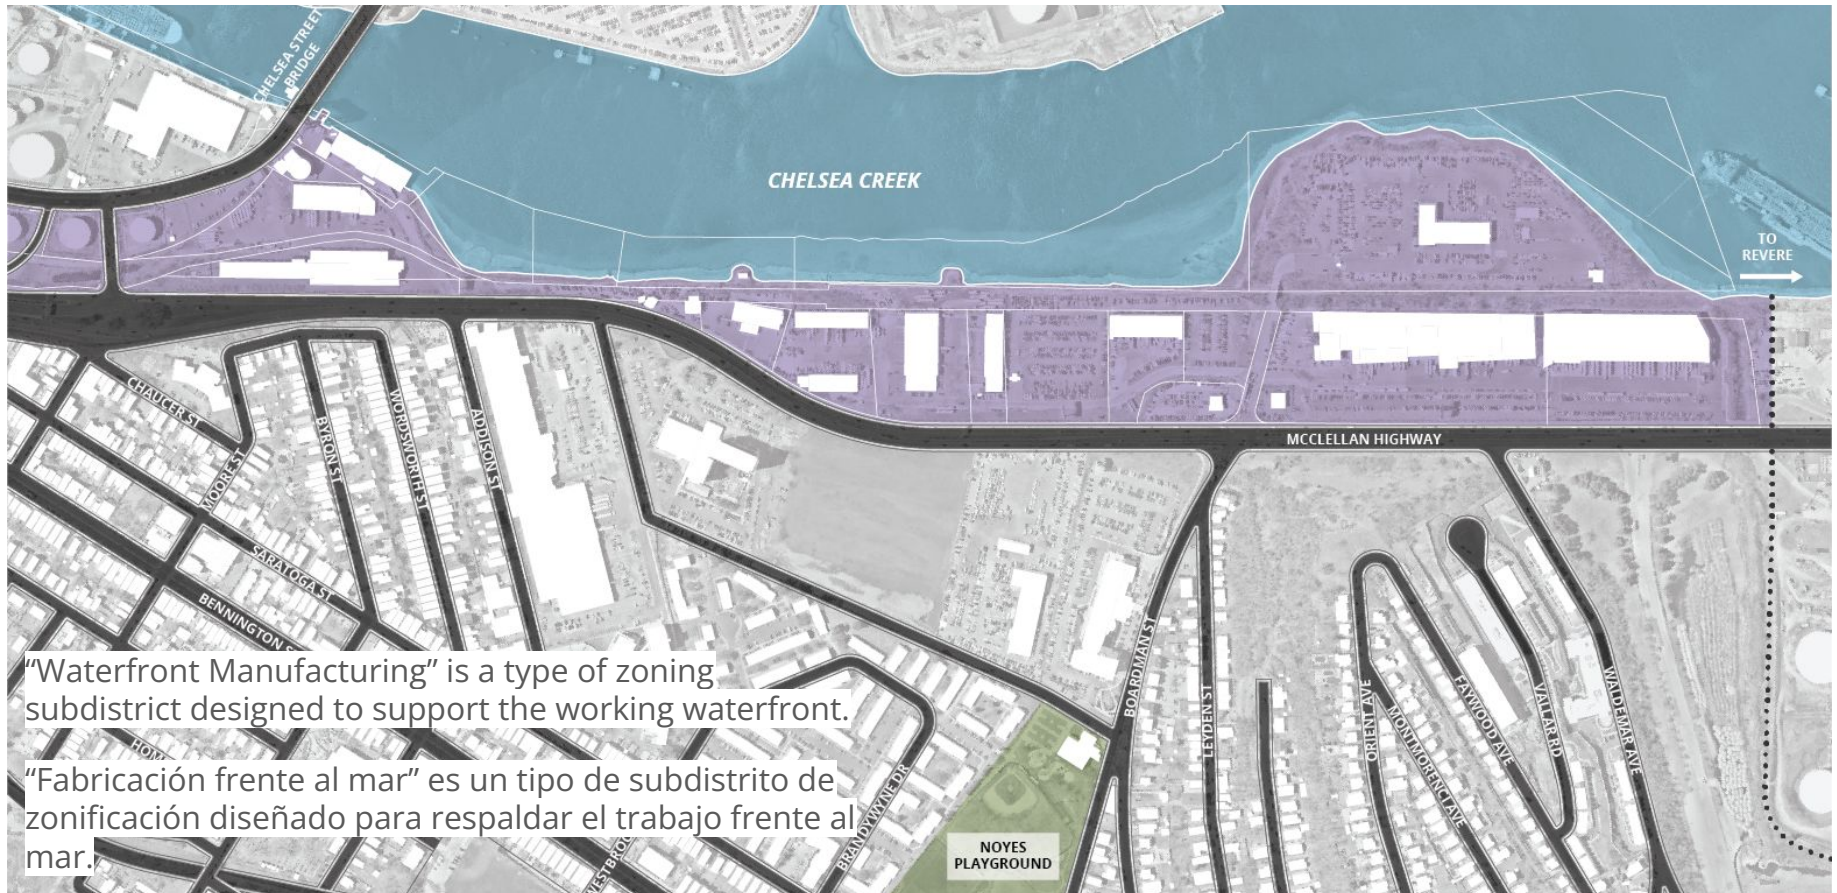 CHELSEA STREET
BRIDGE
CHELSEA CREEK
TO
REVERE
MCCLELLAN HIGHWAY
CHAUCER ST
MOORE ST
BYRON ST
WORDSWORTH ST
ADDISON ST
SARATOGA ST
BENNINGTON S
BOARDMAN ST
LEYDEN ST
ORIENT AVE
MONTMORENCI AVE
FAYWOOD AVE
VALLAR RD
WALDEMAR AVE
“Waterfront Manufacturing” is a type of zoning
subdistrict designed to support the working waterfront.
HOM
“Fabricación frente al mar” es un tipo de subdistrito de
zonificación diseñado para respaldar el trabajo frente al
mar.
WESTBRO
BRANDYWYNE DR
NOYES
PLAYGROUND